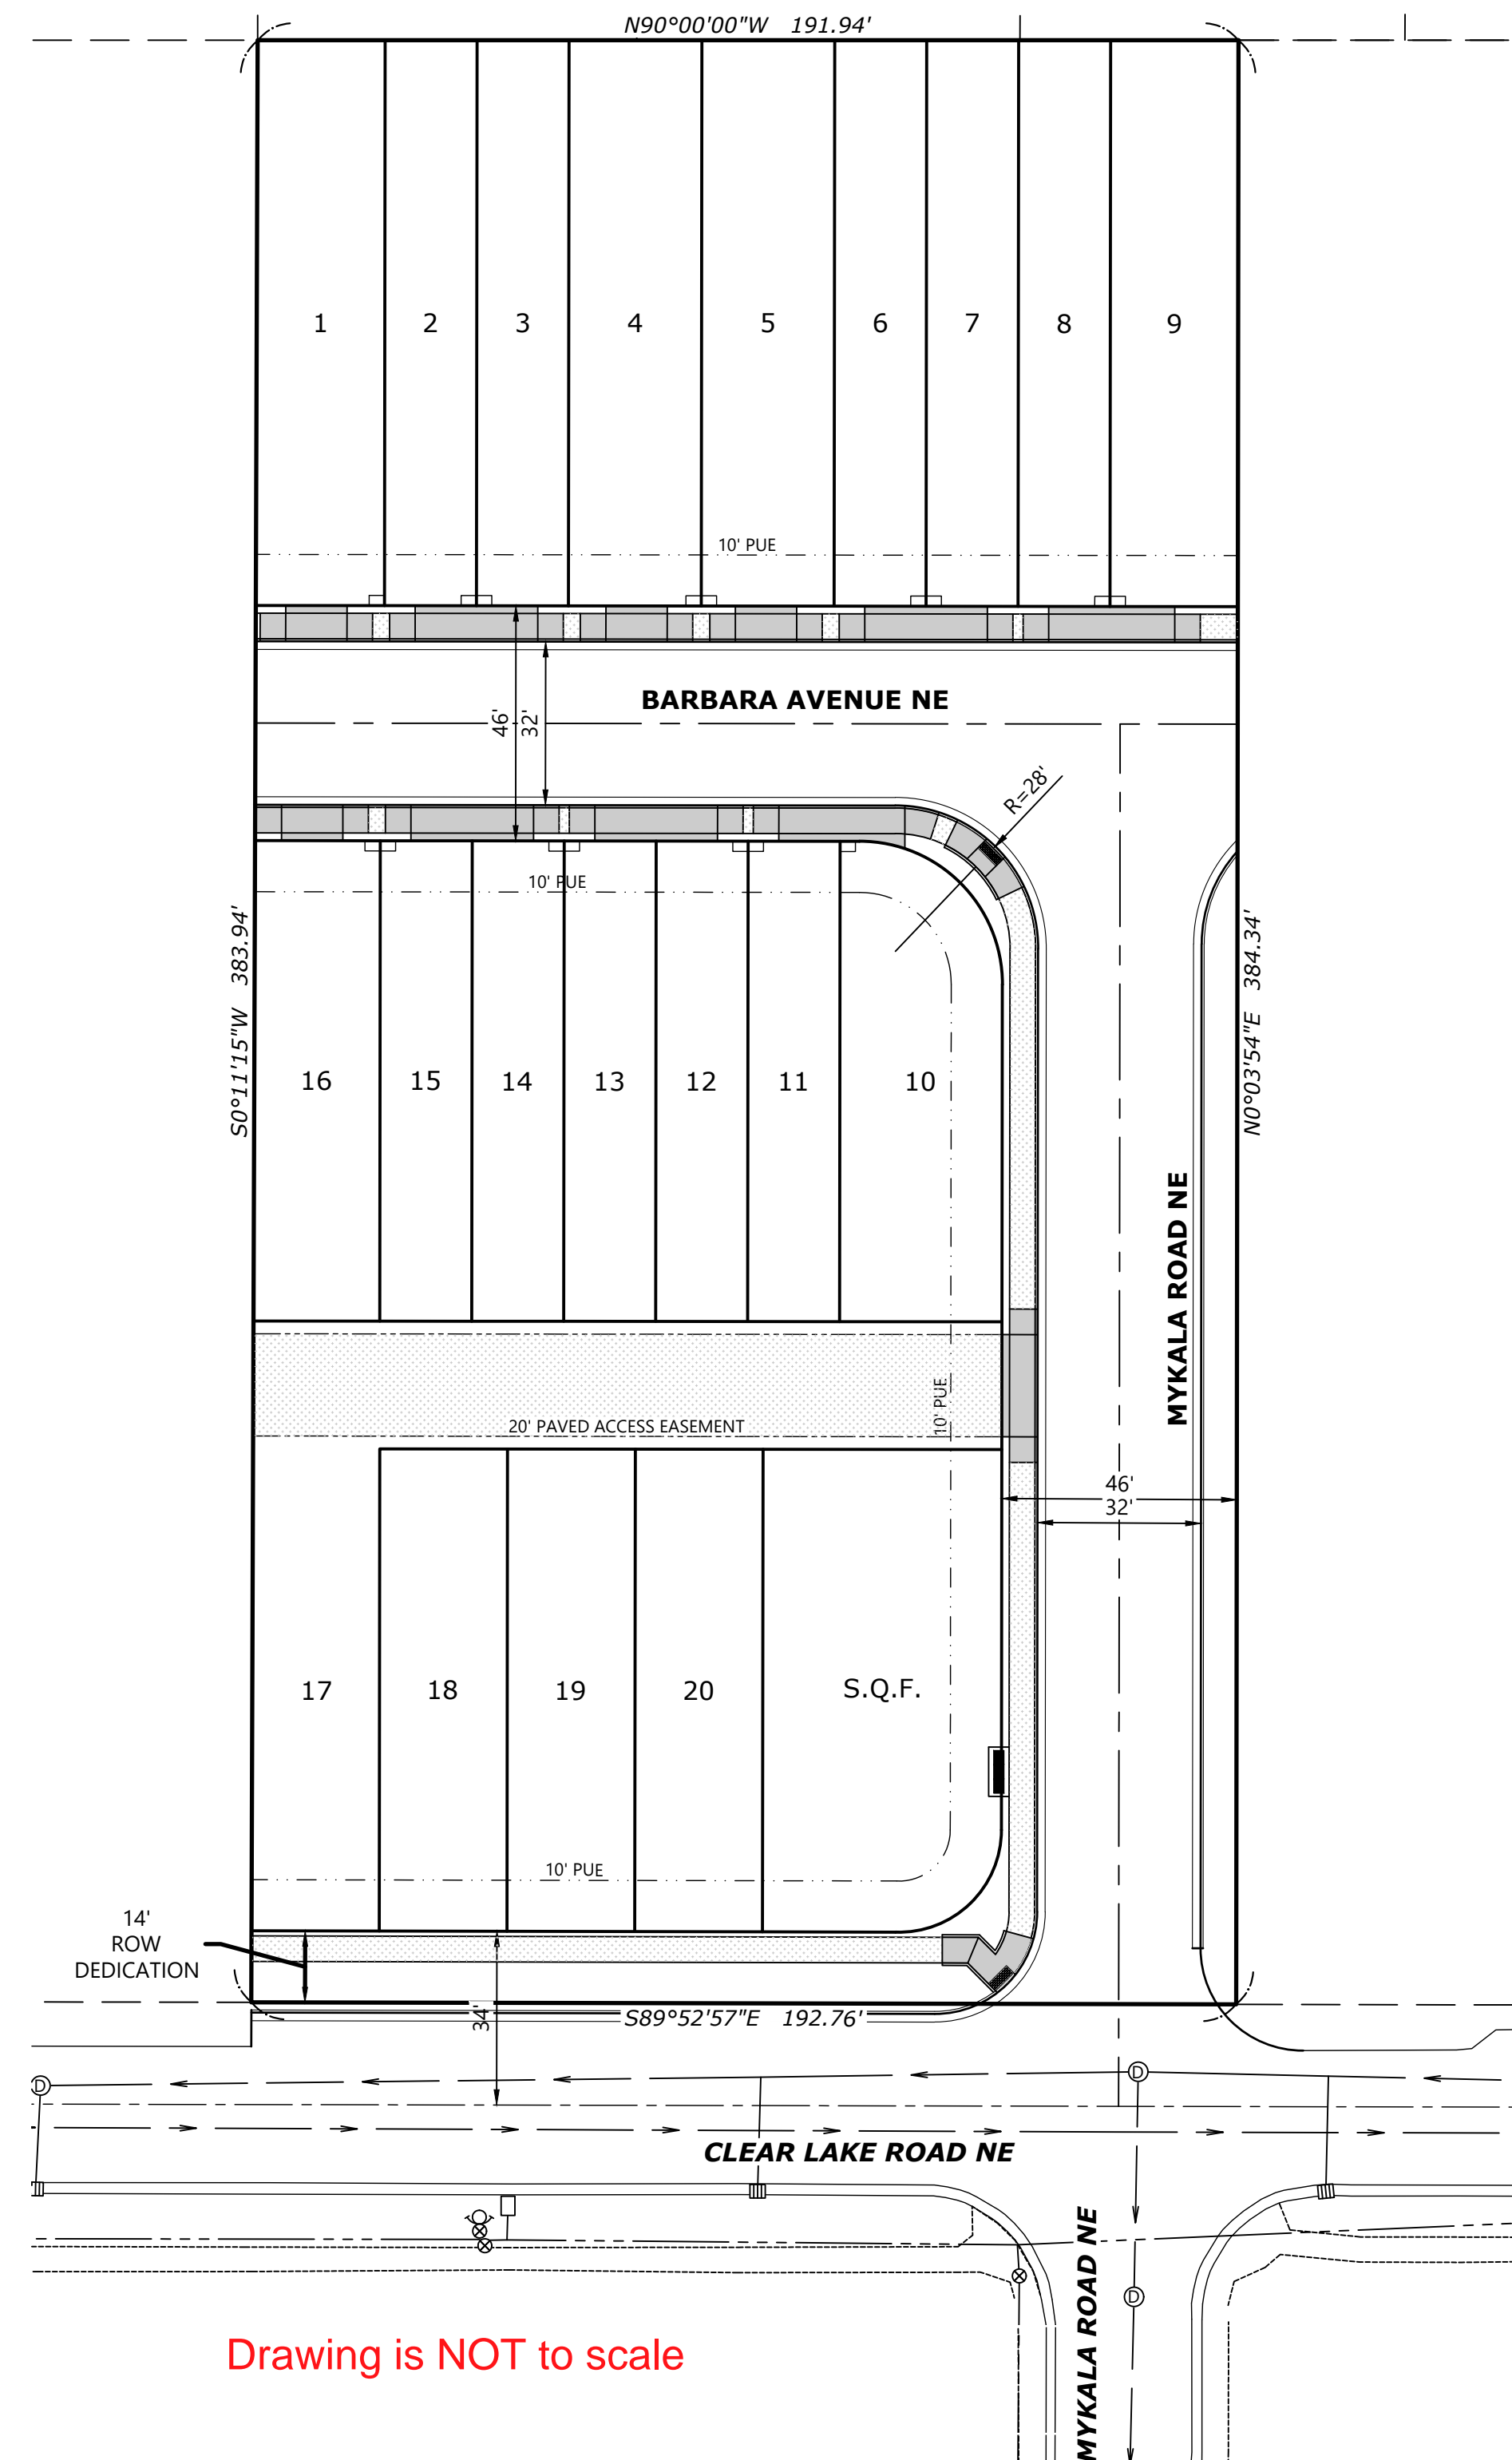 N90°00'00"W 191.94'
1 2 3 4 5 6 7 8 9
10' PUE
BARBARA AVENUE NE
46'
32'
R=28'
10' PUE
S0°11'15"W 383.94'
N0°03'54"E 384.34'
16 15 14 13 12 11 10
MYKALA ROAD NE
10' PUE
20' PAVED ACCESS EASEMENT
46'
32'
17 18 19 20 S.Q.F.
10' PUE
14'
ROW
DEDICATION
34'
S89°52'57"E 192.76'
D
D
CLEAR LAKE ROAD NE
D
MYKALA ROAD NE
Drawing is NOT to scale